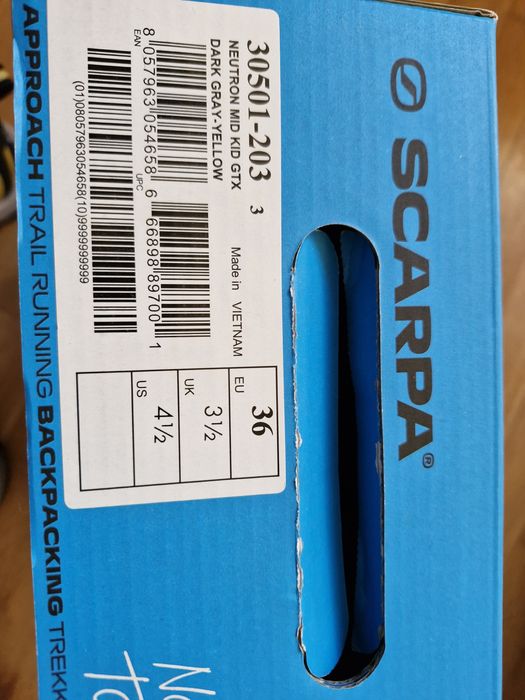 SCARPA®
30501-203 3
NEUTRON MID KID GTX Made in VIETNAM
DARK GRAY-YELLOW
8 057963 054658
EAN
6 66898 89700 1
UPC
(01)08057963054658(10)9999999999
EU 36
UK 3½
US 4½
APPROACH TRAIL RUNNING BACKPACKING TREKK